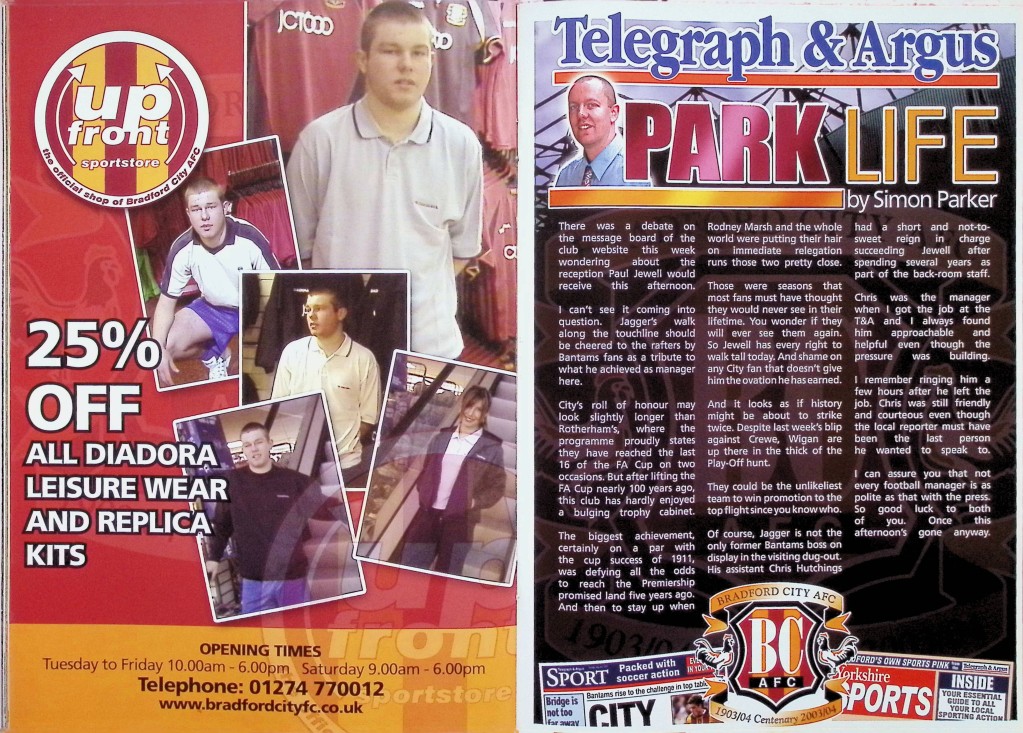 JCT600
up
front
sportstore
the official shop of Bradford City AFC
25%
OFF
ALL DIADORA
LEISURE WEAR
AND REPLICA
KITS
OPENING TIMES
Tuesday to Friday 10.00am - 6.00pm Saturday 9.00am - 6.00pm
Telephone: 01274 770012
www.bradfordcityfc.co.uk
Telegraph & Argus
PARK LIFE
by Simon Parker
There was a debate on
the message board of the
club website this week
wondering about the
reception Paul Jewell would
receive this afternoon.
I can't see it coming into
question. Jagger's walk
along the touchline should
be cheered to the rafters by
Bantams fans as a tribute to
what he achieved as manager
here.
City's roll of honour may
look slightly longer than
Rotherham's, where the
programme proudly states
they have reached the last
16 of the FA Cup on two
occasions. But after lifting the
FA Cup nearly 100 years ago,
this club has hardly enjoyed
a bulging trophy cabinet.
The biggest achievement,
certainly on a par with
the cup success of 1911,
was defying all the odds
to reach the Premiership
promised land five years ago.
And then to stay up when
Rodney Marsh and the whole
world were putting their hair
on immediate relegation
runs those two pretty close.
Those were seasons that
most fans must have thought
they would never see in their
lifetime. You wonder if they
will ever see them again.
So Jewell has every right to
walk tall today. And shame on
any City fan that doesn't give
him the ovation he has earned.
And it looks as if history
might be about to strike
twice. Despite last week's blip
against Crewe, Wigan are
up there in the thick of the
Play-Off hunt.
They could be the unlikeliest
team to win promotion to the
top flight since you know who.
Of course, Jagger is not the
only former Bantams boss on
display in the visiting dug-out.
His assistant Chris Hutchings
had a short and not-to-
sweet reign in charge
succeeding Jewell after
spending several years as
part of the back-room staff.
Chris was the manager
when I got the job at the
T&A and I always found
him approachable and
helpful even though the
pressure was building.
I remember ringing him a
few hours after he left the
job. Chris was still friendly
and courteous even though
the local reporter must have
been the last person
he wanted to speak to.
I can assure you that not
every football manager is as
polite as that with the press.
So good luck to both
of you. Once this
afternoon's gone anyway.
BRADFORD CITY AFC
BC
AFC
1903/04 Centenary 2003/04
SPORT
Packed with
soccer action
Bantams rise to the challenge in top table
Bridge is
not too
far away
CITY
FORD'S OWN SPORTS PINK
Telegraph & Argus
Yorkshire
SPORTS
INSIDE
YOUR ESSENTIAL
GUIDE TO ALL
YOUR LOCAL
SPORTING ACTION